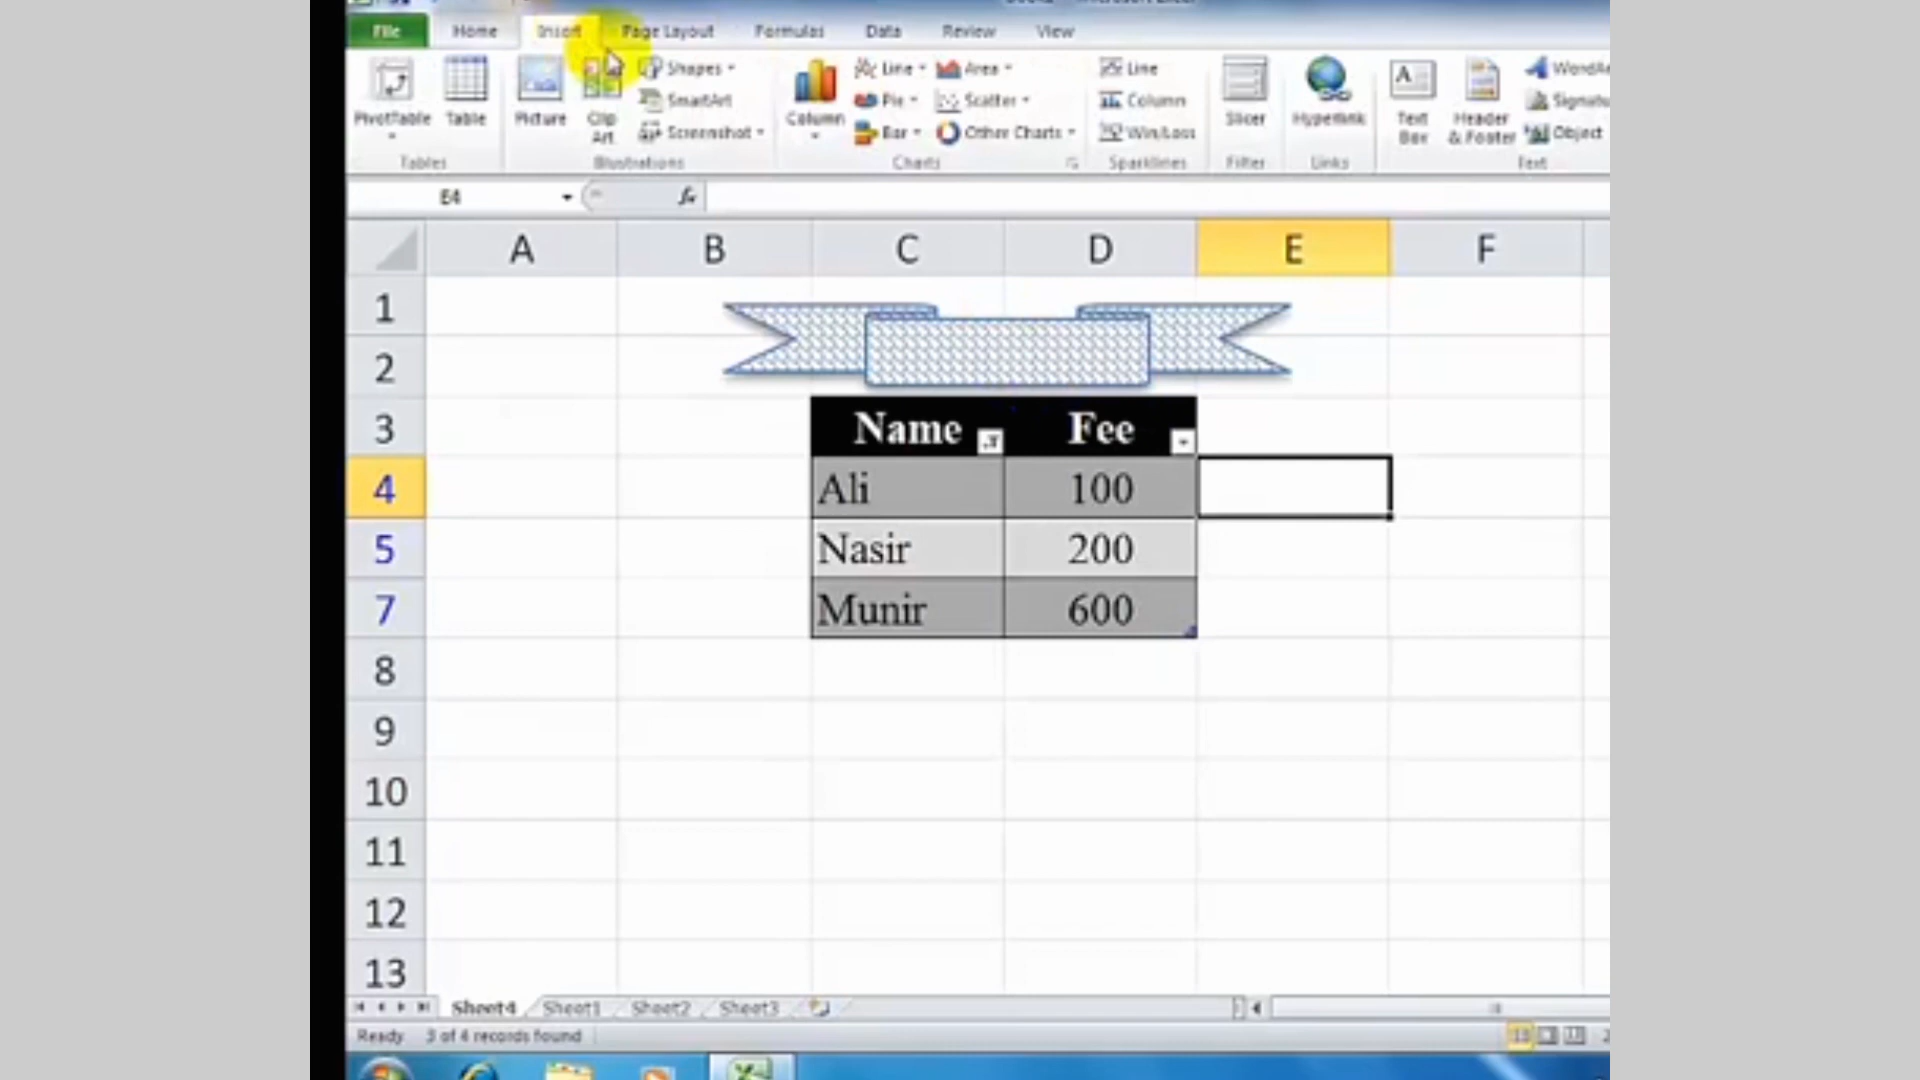 File Home Insert Page Layout Formulas Data Review View
PivotTable Table Picture Clip Art Shapes SmartArt Screenshot Column Line Area Pie Scatter Bar Other Charts Line Column Win/Loss Slicer Hyperlink Text Box Header & Footer Object
Tables Illustrations Charts Sparklines Filter Links Text
E4 fx
A B C D E F
1
2
3 Name Fee
4 Ali 100
5 Nasir 200
7 Munir 600
8
9
10
11
12
13
Sheet4 Sheet1 Sheet2 Sheet3
Ready 3 of 4 records found